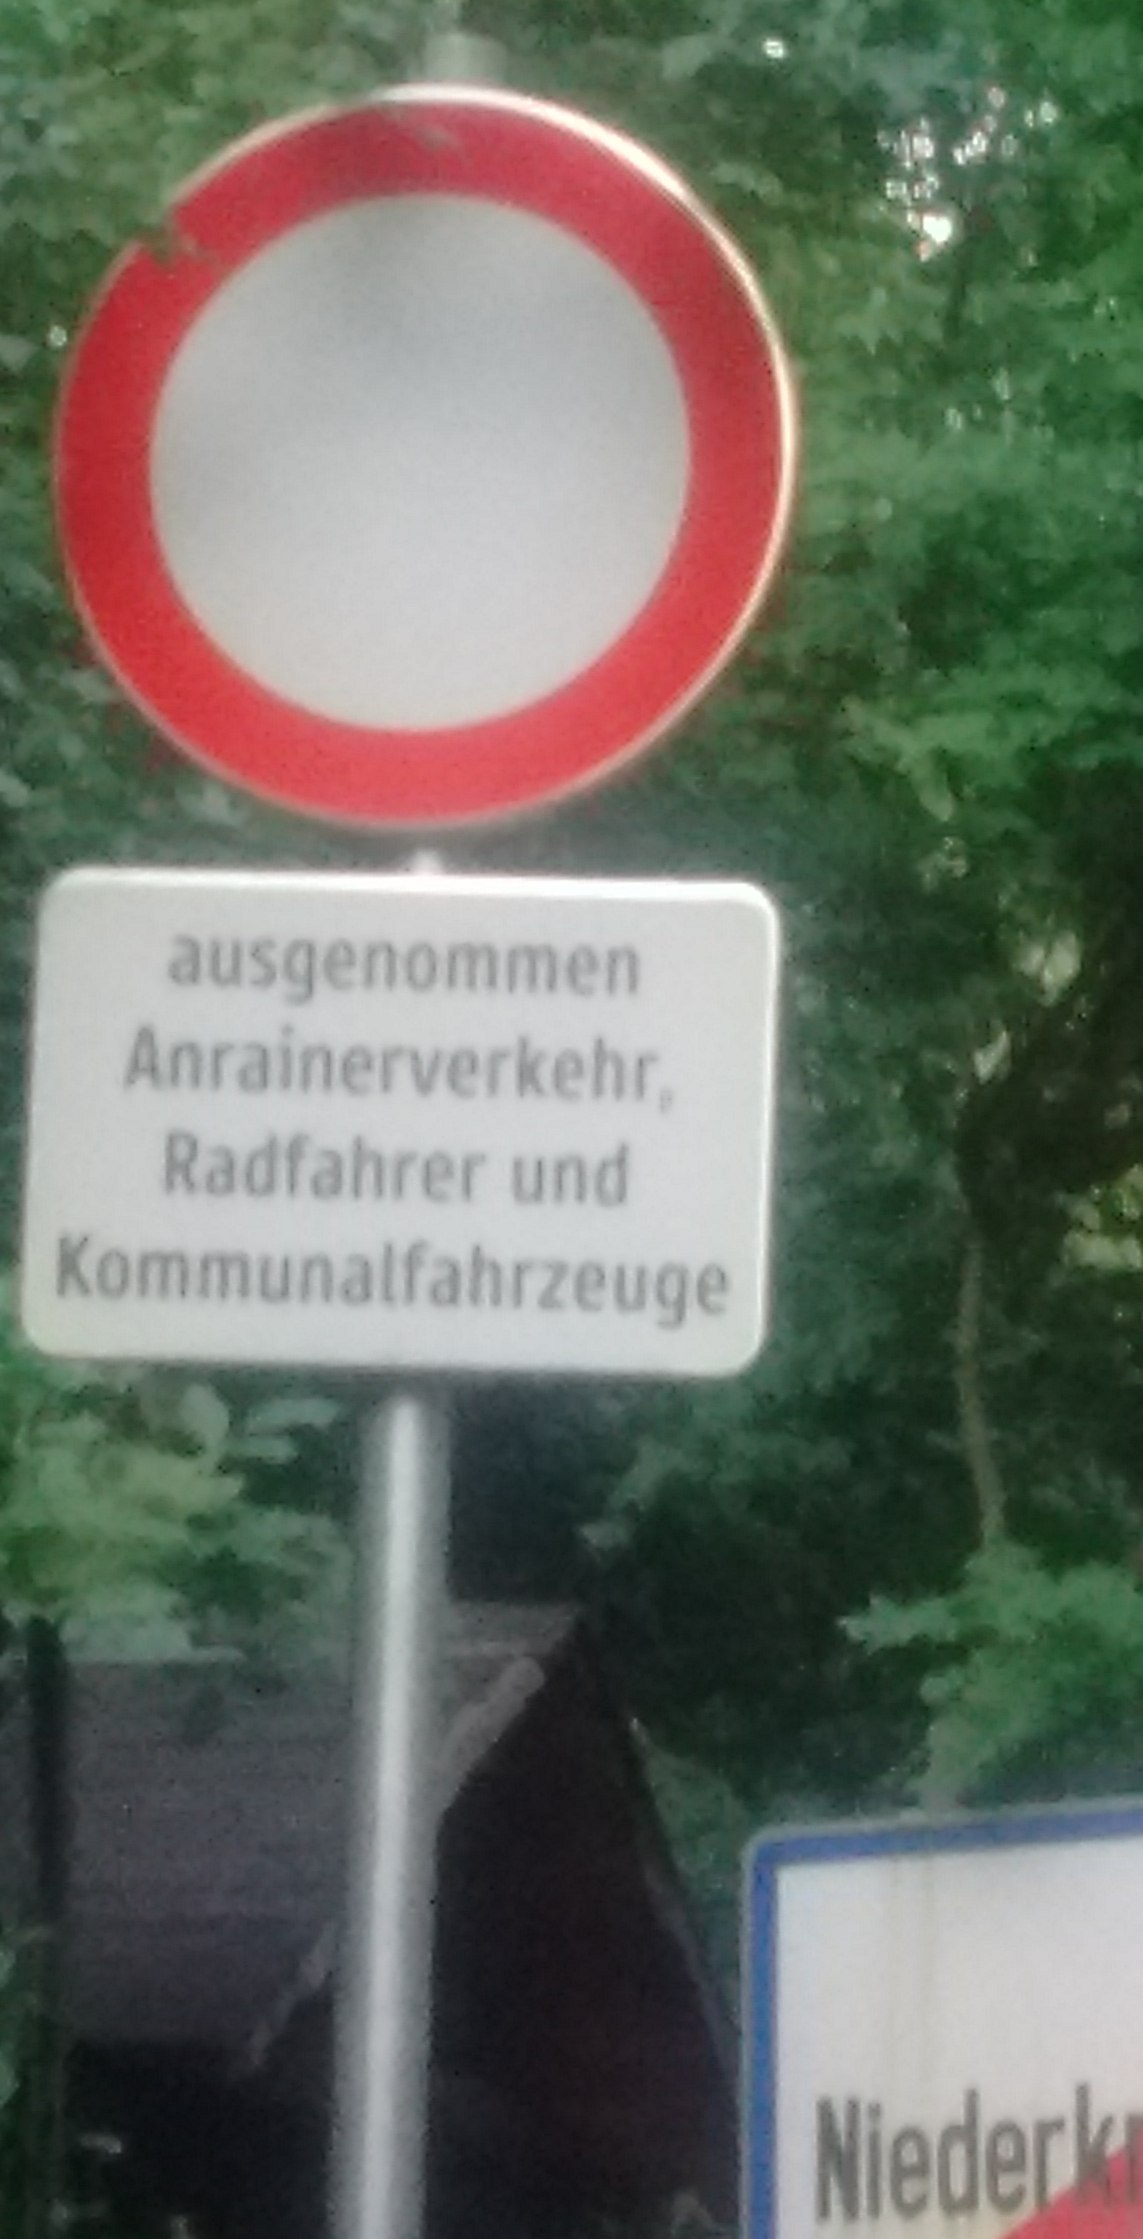 ausgenommen
Anrainerverkehr,
Radfahrer und
Kommunalfahrzeuge